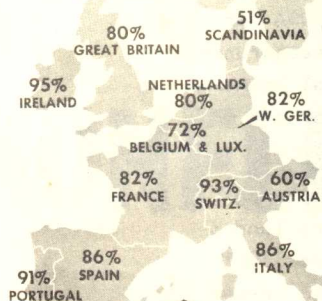 51%
SCANDINAVIA
80%
GREAT BRITAIN
95%
IRELAND
NETHERLANDS
80%
82%
W. GER.
72%
BELGIUM & LUX.
82%
FRANCE
93%
SWITZ.
60%
AUSTRIA
86%
SPAIN
86%
ITALY
91%
PORTUGAL